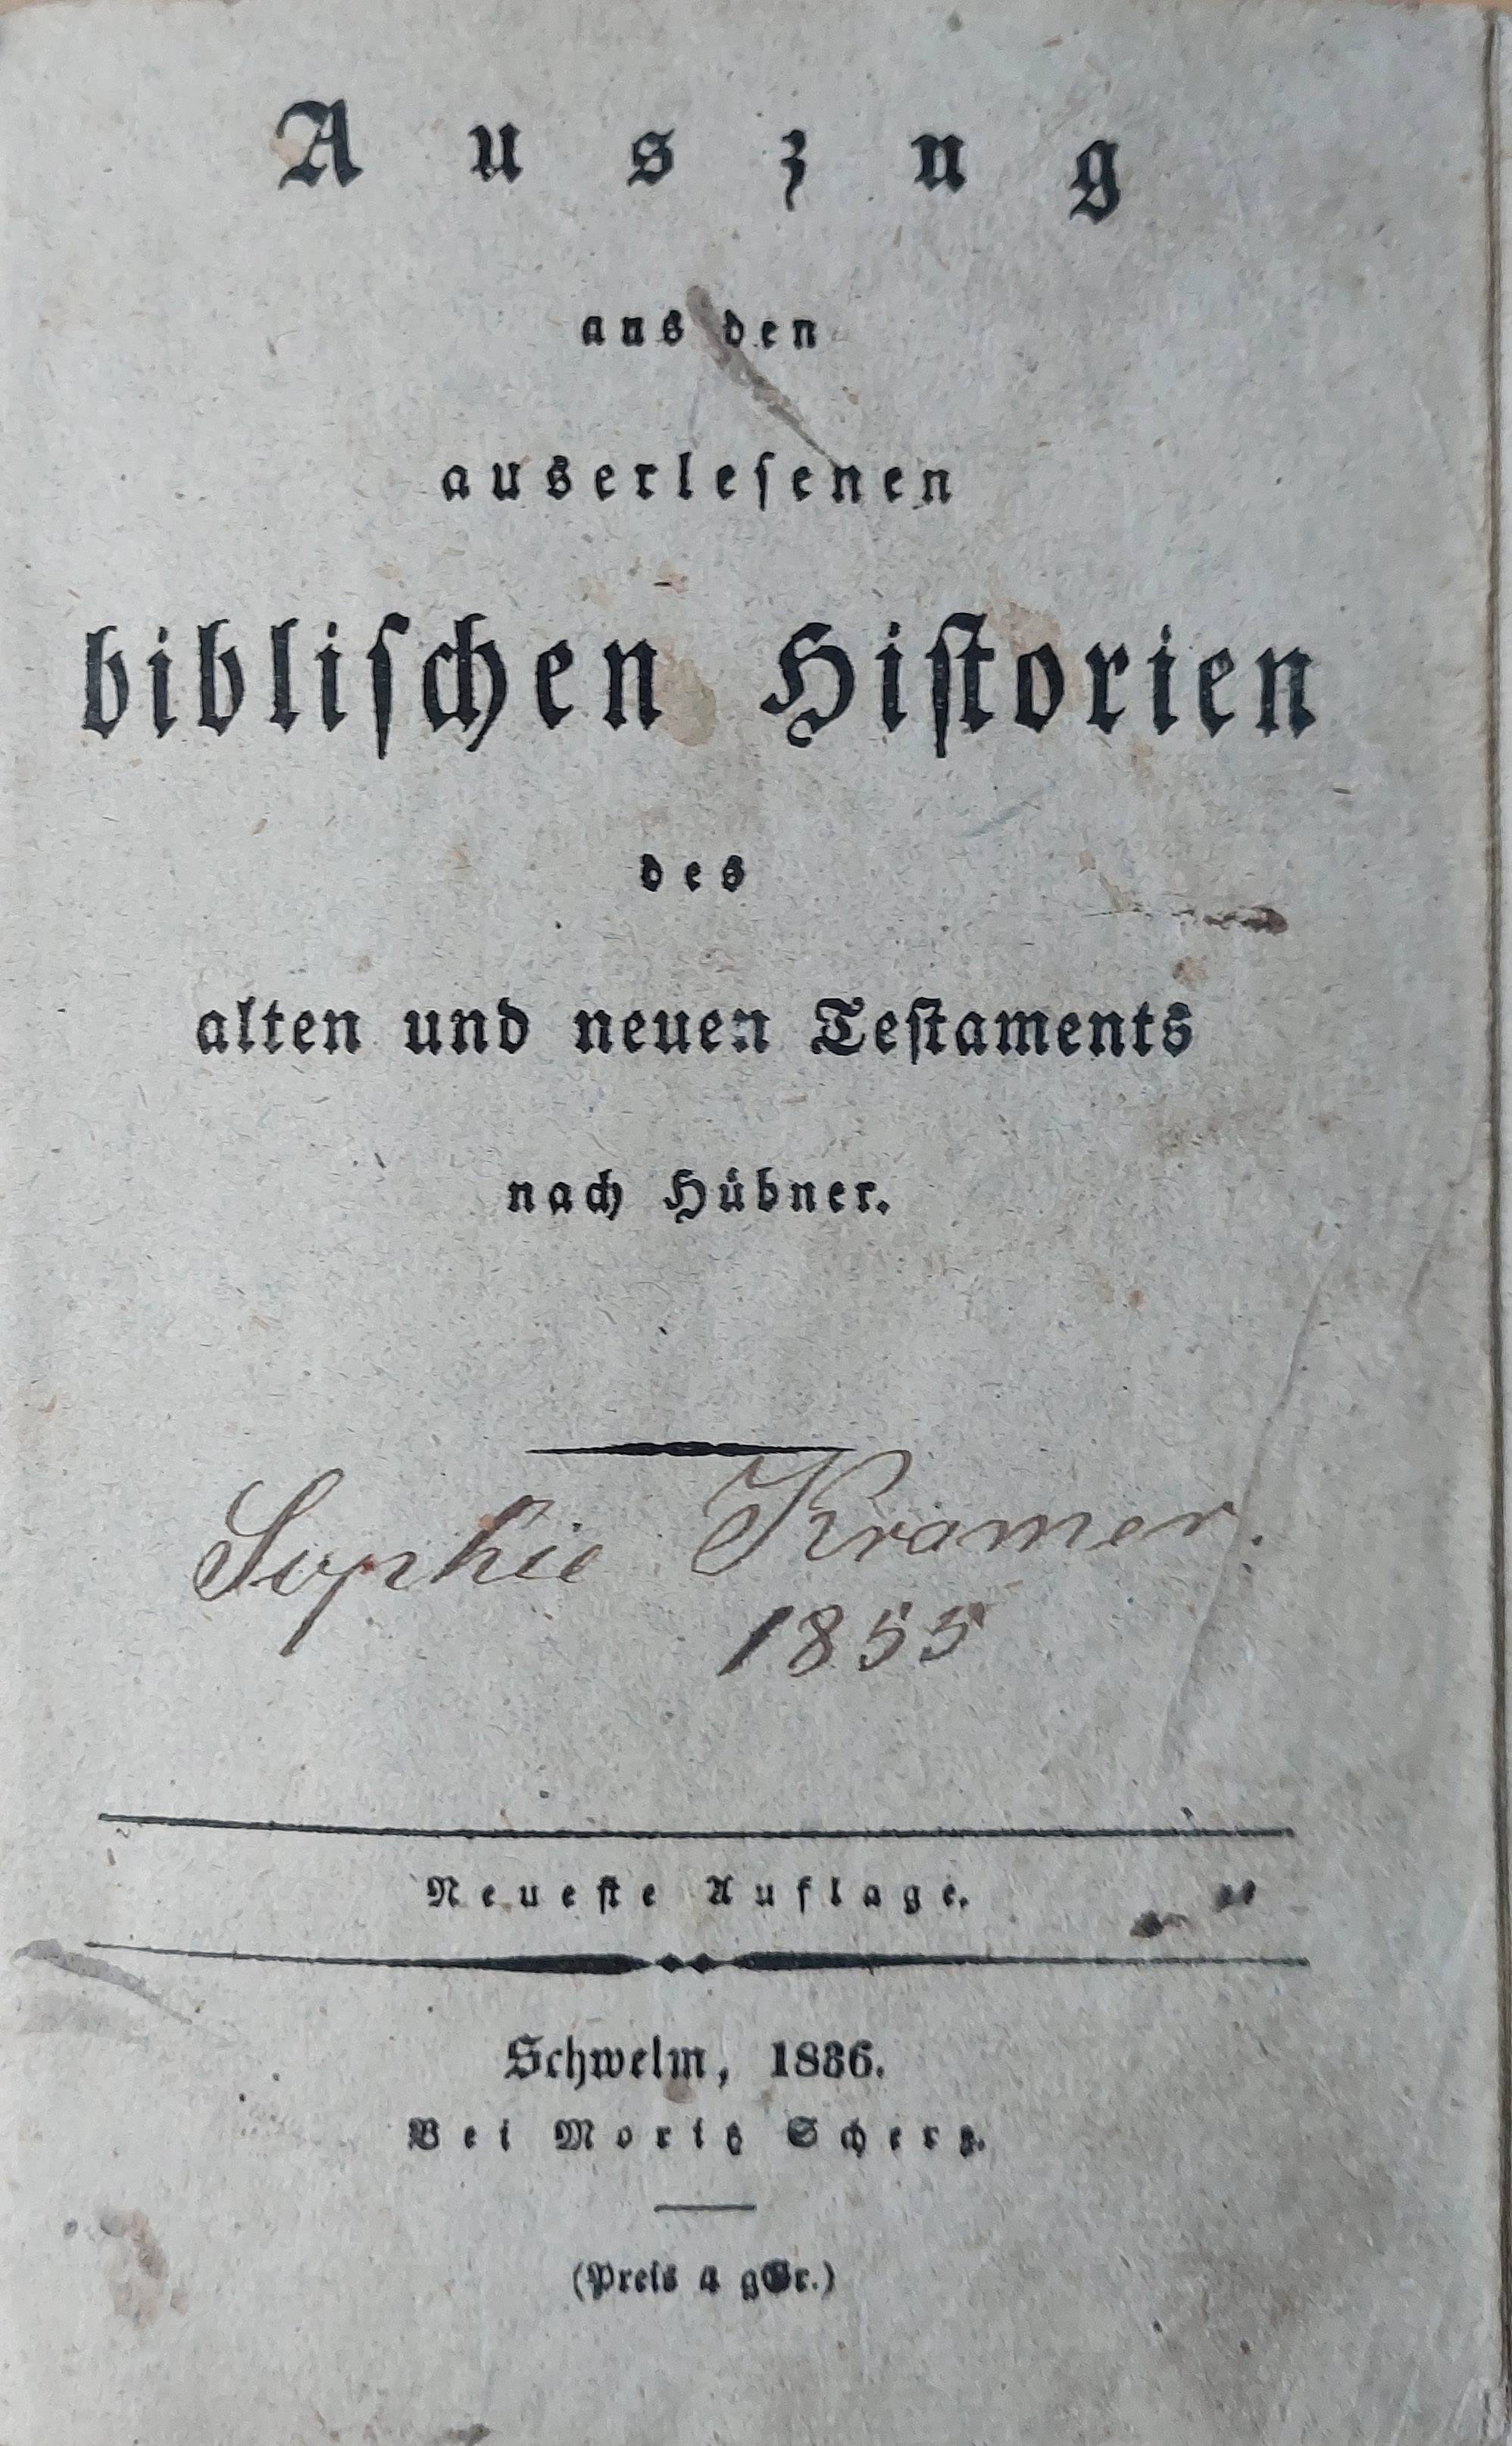 Auszug
aus den
auserleſenen
bibliſchen Hiſtorien
des
alten und neuen Teſtaments
nach Hübner.
Sophie Kramer.
1855
Neueſte Auflage.
Schwelm, 1836.
Bei Moritz Scherz.
(Preis 4 gGr.)